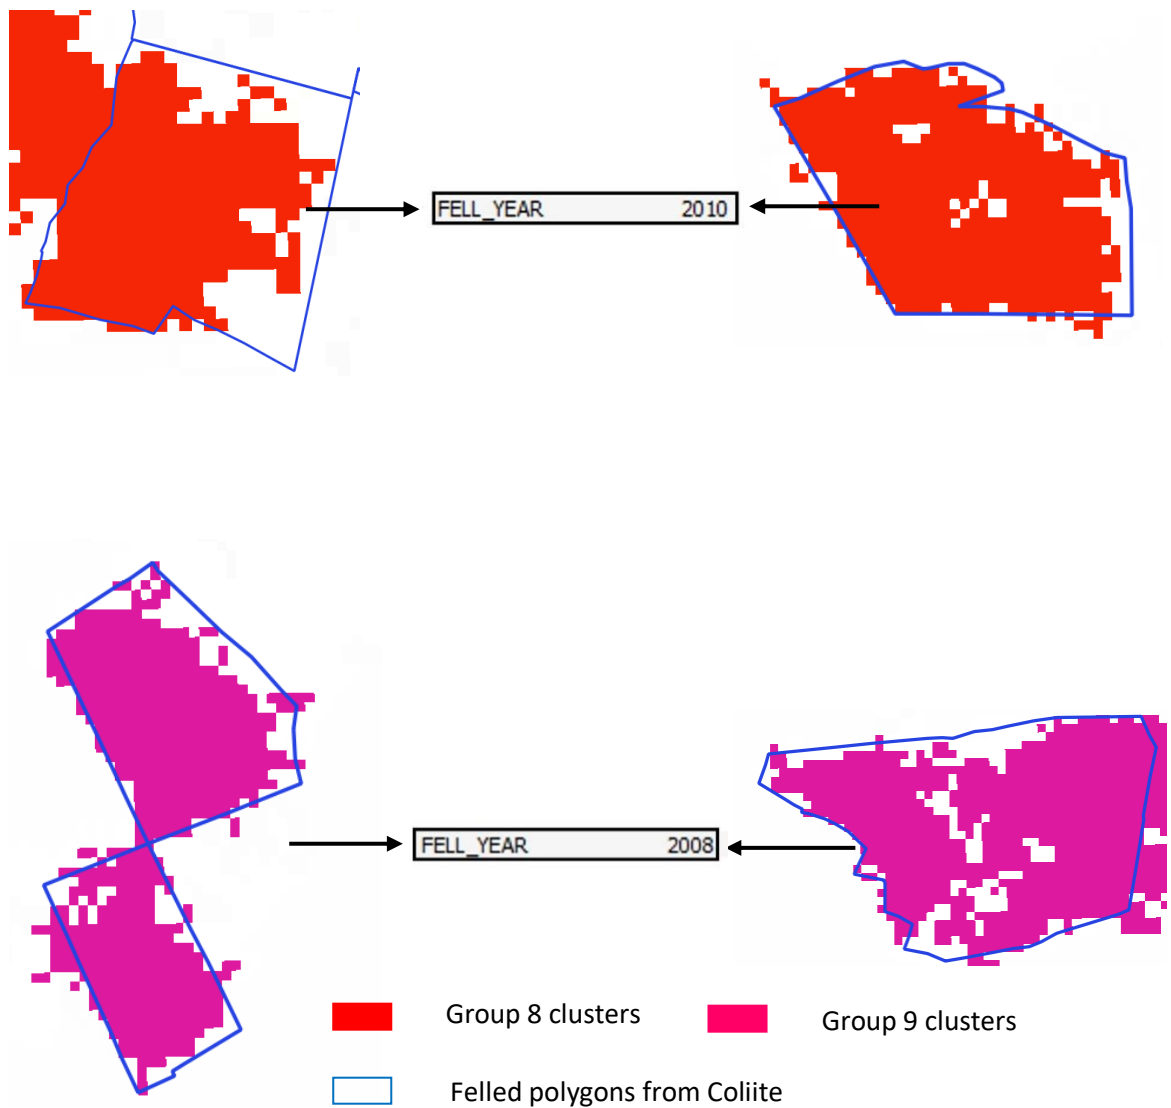 FELL_YEAR 2010
FELL_YEAR 2008
Group 8 clusters
Group 9 clusters
Felled polygons from Coliite